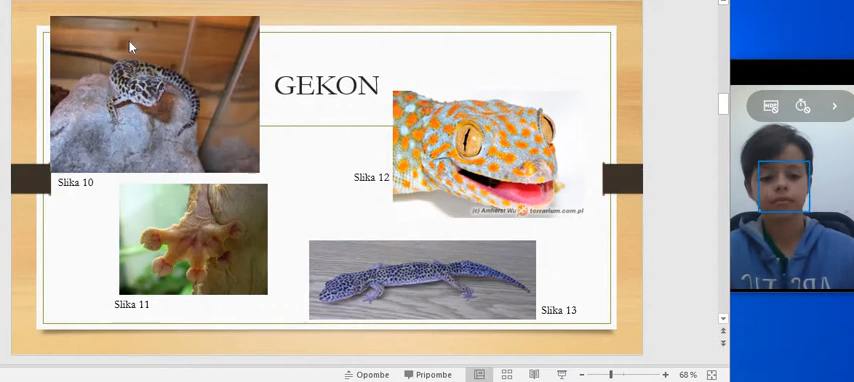 GEKON
Slika 10
Slika 12
(c) Amherst Wu terrarium.com.pl
Slika 11
Slika 13
Opombe
Pripombe
68 %